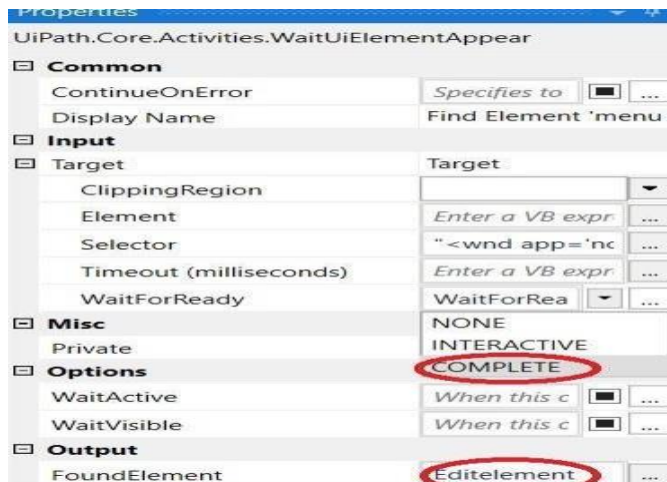 Properties
UiPath.Core.Activities.WaitUiElementAppear
Common
ContinueOnError Specifies to ...
Display Name Find Element 'menu
Input
Target Target
ClippingRegion
Element Enter a VB expr ...
Selector "<wnd app='nc ...
Timeout (milliseconds) Enter a VB expr ...
WaitForReady WaitForRea ...
Misc NONE
Private INTERACTIVE
Options COMPLETE
WaitActive When this c ...
WaitVisible When this c ...
Output
FoundElement Editelement ...